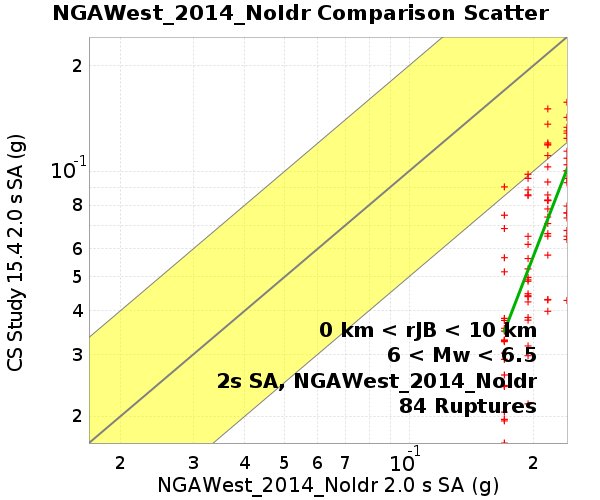 NGAWest_2014_NoIdr Comparison Scatter
CS Study 15.4 2.0 s SA (g)
2
10-1
8
6
5
4
3
2
0 km < rJB < 10 km
6 < Mw < 6.5
2s SA, NGAWest_2014_NoIdr
84 Ruptures
2 3 4 5 6 7 10-1 2
NGAWest_2014_NoIdr 2.0 s SA (g)